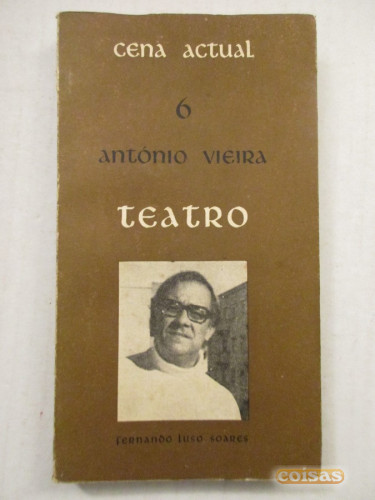 cena actual
6
antónio vieira
teatro
fernando luso soares
coisas